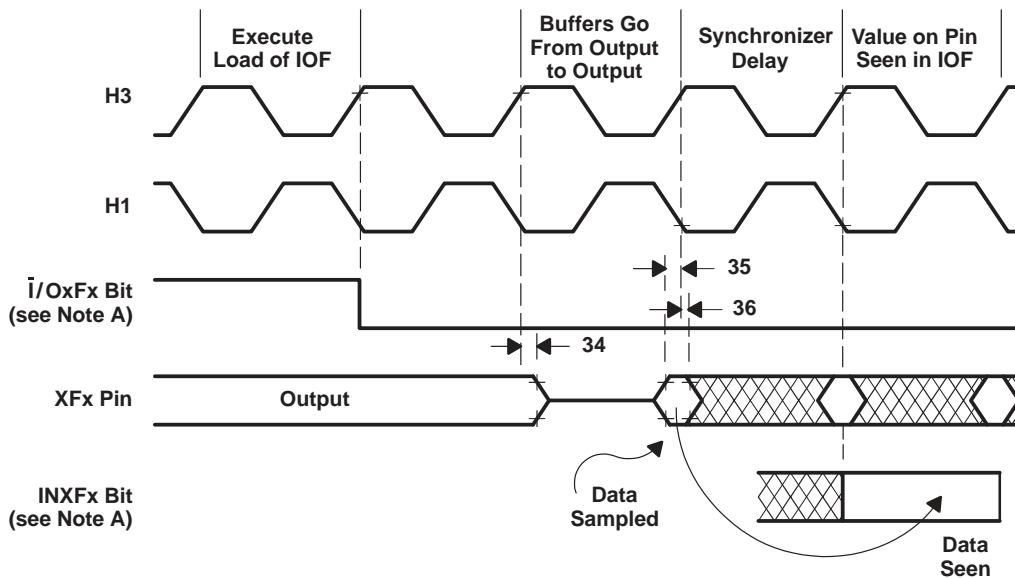 Execute
Load of IOF
Buffers Go
From Output
to Output
Synchronizer
Delay
Value on Pin
Seen in IOF
H3
H1
Ī/OxFx Bit
(see Note A)
35
36
34
XFx Pin
Output
INXFx Bit
(see Note A)
Data
Sampled
Data
Seen